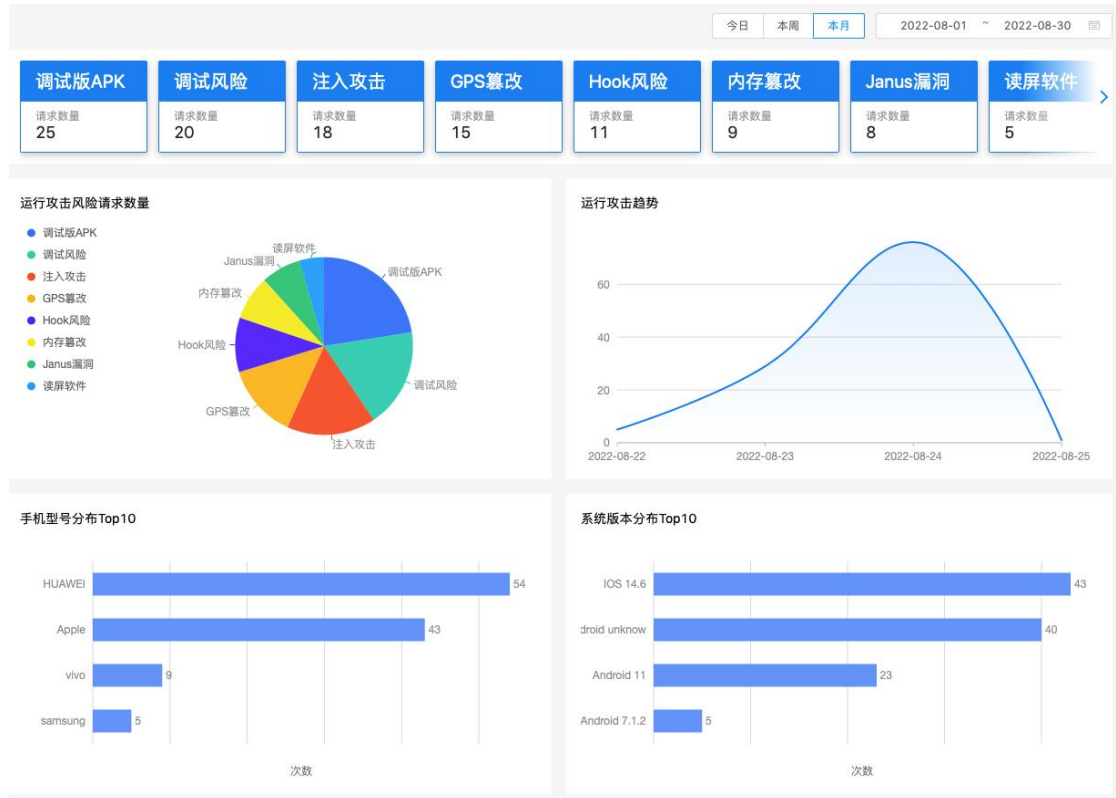 今日 本周 本月 2022-08-01 ~ 2022-08-30
调试版APK 调试风险 注入攻击 GPS篡改 Hook风险 内存篡改 Janus漏洞 读屏软件
请求数量 请求数量 请求数量 请求数量 请求数量 请求数量 请求数量 请求数量
25 20 18 15 11 9 8 5
运行攻击风险请求数量
调试版APK
调试风险
注入攻击
GPS篡改
Hook风险
内存篡改
Janus漏洞
读屏软件
读屏软件
Janus漏洞
调试版APK
内存篡改
Hook风险
调试风险
GPS篡改
注入攻击
运行攻击趋势
60
40
20
0
2022-08-22 2022-08-23 2022-08-24 2022-08-25
手机型号分布Top10
HUAWEI 54
Apple 43
vivo 9
samsung 5
次数
系统版本分布Top10
IOS 14.6 43
droid unknow 40
Android 11 23
Android 7.1.2 5
次数